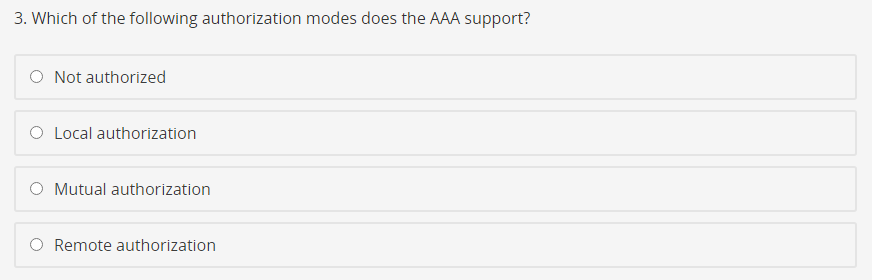 3. Which of the following authorization modes does the AAA support?
Not authorized
Local authorization
Mutual authorization
Remote authorization